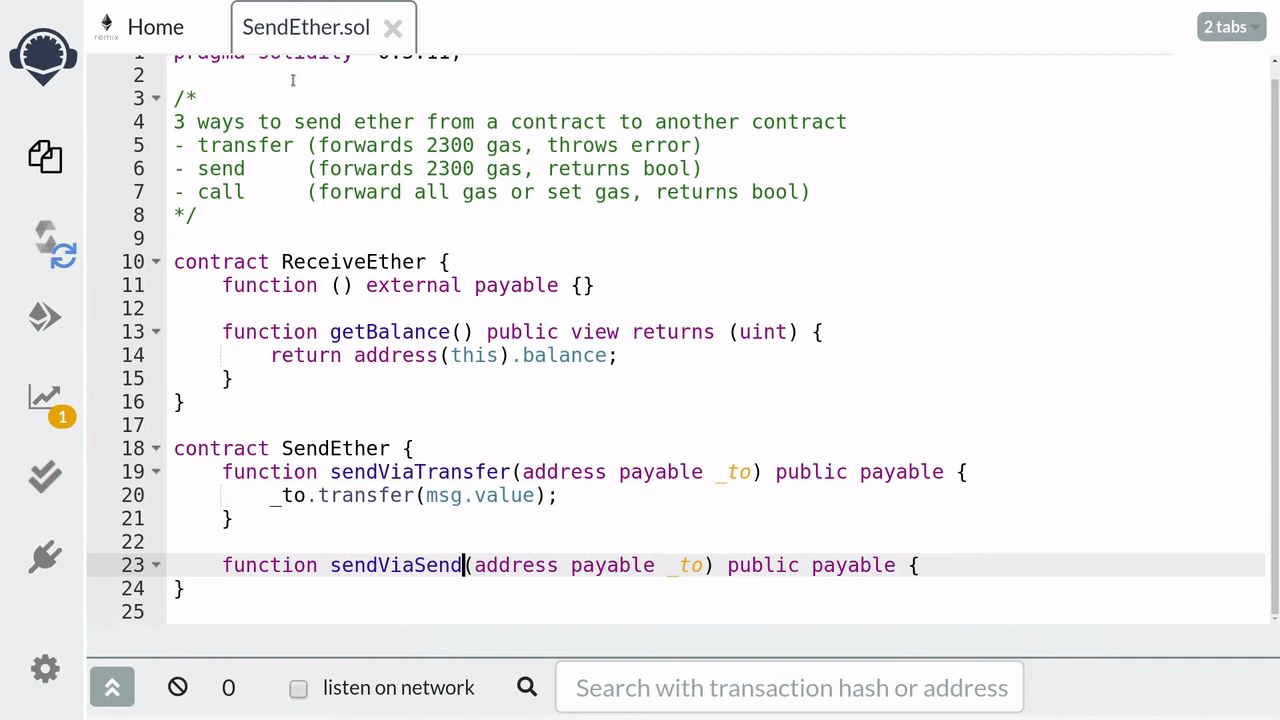 remix
Home
SendEther.sol
2 tabs
1 pragma solidity
2
3 /*
4 3 ways to send ether from a contract to another contract
5 - transfer (forwards 2300 gas, throws error)
6 - send     (forwards 2300 gas, returns bool)
7 - call     (forward all gas or set gas, returns bool)
8 */
9
10 contract ReceiveEther {
11     function () external payable {}
12
13     function getBalance() public view returns (uint) {
14         return address(this).balance;
15     }
16 }
17
18 contract SendEther {
19     function sendViaTransfer(address payable _to) public payable {
20         _to.transfer(msg.value);
21     }
22
23     function sendViaSend(address payable _to) public payable {
24 }
25
1
0
listen on network
Search with transaction hash or address